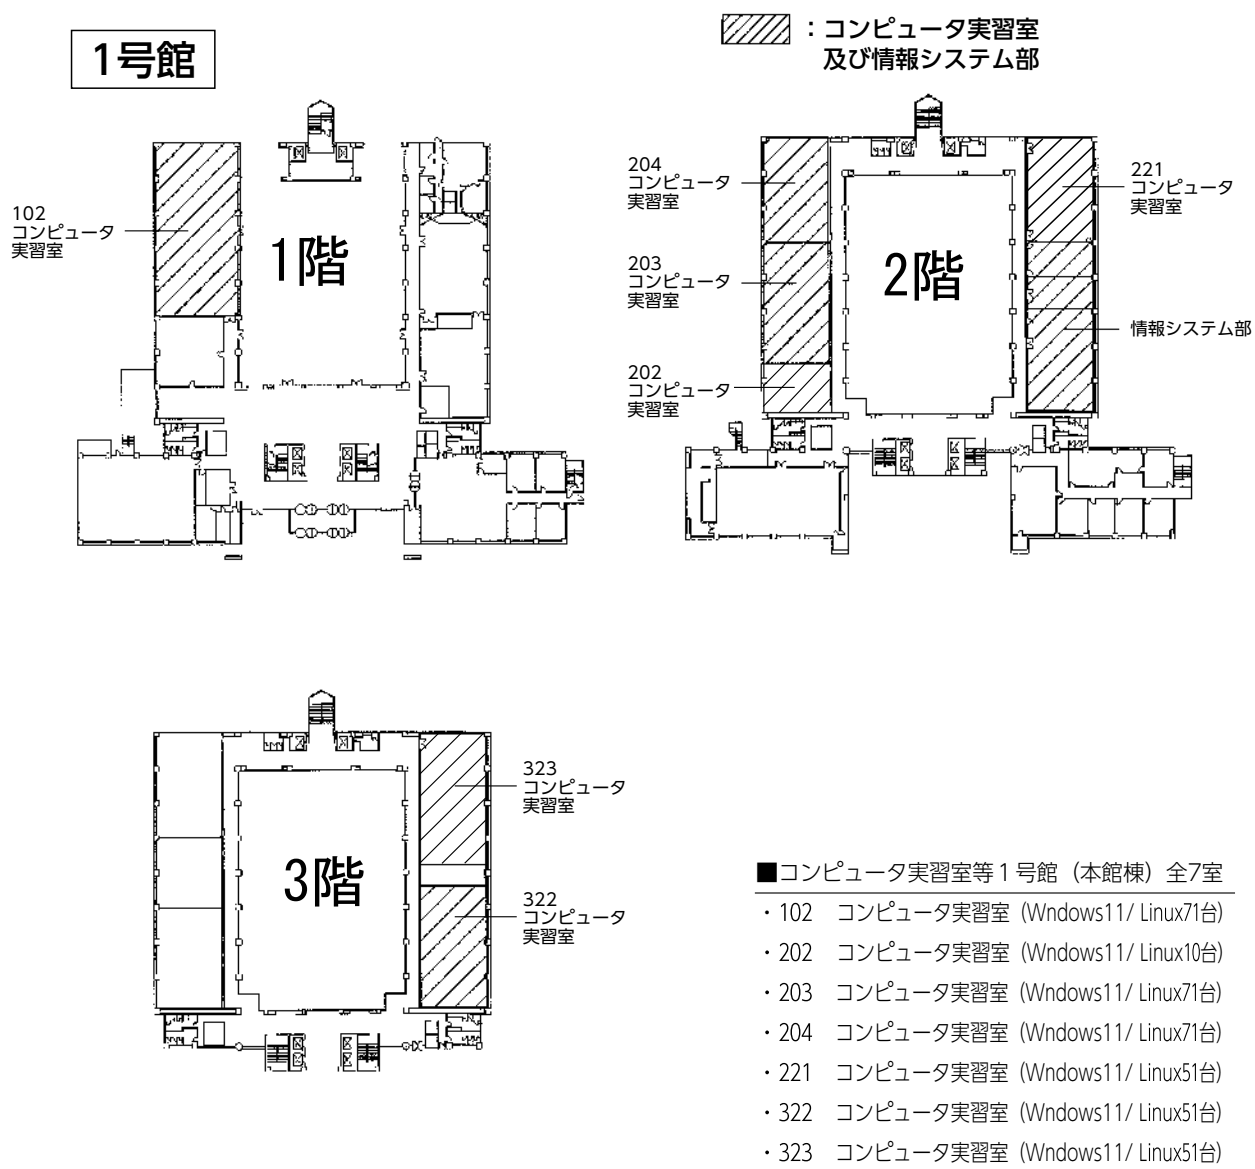 1号館
：コンピュータ実習室
及び情報システム部
102
コンピュータ
実習室
1階
204
コンピュータ
実習室
203
コンピュータ
実習室
202
コンピュータ
実習室
2階
221
コンピュータ
実習室
情報システム部
3階
323
コンピュータ
実習室
322
コンピュータ
実習室
■コンピュータ実習室等１号館（本館棟）全7室
・102 コンピュータ実習室 (Wndows11/ Linux71台)
・202 コンピュータ実習室 (Wndows11/ Linux10台)
・203 コンピュータ実習室 (Wndows11/ Linux71台)
・204 コンピュータ実習室 (Wndows11/ Linux71台)
・221 コンピュータ実習室 (Wndows11/ Linux51台)
・322 コンピュータ実習室 (Wndows11/ Linux51台)
・323 コンピュータ実習室 (Wndows11/ Linux51台)